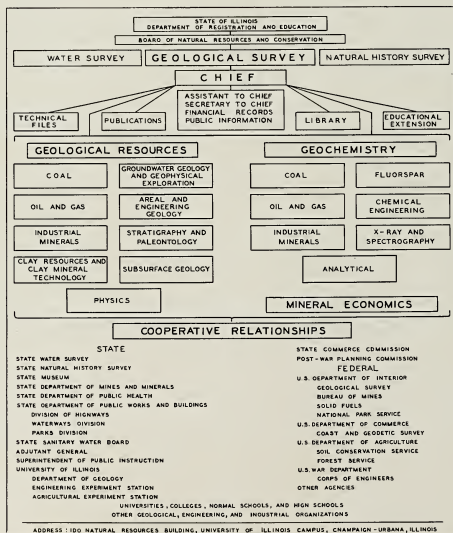 STATE OF ILLINOIS
DEPARTMENT OF REGISTRATION AND EDUCATION
BOARD OF NATURAL RESOURCES AND CONSERVATION
WATER SURVEY
GEOLOGICAL SURVEY
NATURAL HISTORY SURVEY
CHIEF
ASSISTANT TO CHIEF
SECRETARY TO CHIEF
FINANCIAL RECORDS
PUBLIC INFORMATION
TECHNICAL
FILES
PUBLICATIONS
LIBRARY
EDUCATIONAL
EXTENSION
GEOLOGICAL RESOURCES
COAL
GROUNDWATER GEOLOGY
AND GEOPHYSICAL
EXPLORATION
OIL AND GAS
AREAL AND
ENGINEERING
GEOLOGY
INDUSTRIAL
MINERALS
STRATIGRAPHY AND
PALEONTOLOGY
CLAY RESOURCES AND
CLAY MINERAL
TECHNOLOGY
SUBSURFACE GEOLOGY
PHYSICS
GEOCHEMISTRY
COAL
FLUORSPAR
OIL AND GAS
CHEMICAL
ENGINEERING
INDUSTRIAL
MINERALS
X-RAY AND
SPECTROGRAPHY
ANALYTICAL
MINERAL ECONOMICS
COOPERATIVE RELATIONSHIPS
STATE
STATE WATER SURVEY
STATE NATURAL HISTORY SURVEY
STATE MUSEUM
STATE DEPARTMENT OF MINES AND MINERALS
STATE DEPARTMENT OF PUBLIC HEALTH
STATE DEPARTMENT OF PUBLIC WORKS AND BUILDINGS
DIVISION OF HIGHWAYS
WATERWAYS DIVISION
PARKS DIVISION
STATE SANITARY WATER BOARD
ADJUTANT GENERAL
SUPERINTENDENT OF PUBLIC INSTRUCTION
UNIVERSITY OF ILLINOIS
DEPARTMENT OF GEOLOGY
ENGINEERING EXPERIMENT STATION
AGRICULTURAL EXPERIMENT STATION
STATE COMMERCE COMMISSION
POST-WAR PLANNING COMMISSION
FEDERAL
U.S. DEPARTMENT OF INTERIOR
GEOLOGICAL SURVEY
BUREAU OF MINES
SOLID FUELS
NATIONAL PARK SERVICE
U.S. DEPARTMENT OF COMMERCE
COAST AND GEODETIC SURVEY
U.S. DEPARTMENT OF AGRICULTURE
SOIL CONSERVATION SERVICE
FOREST SERVICE
U.S. WAR DEPARTMENT
CORPS OF ENGINEERS
OTHER AGENCIES
UNIVERSITIES, COLLEGES, NORMAL SCHOOLS, AND HIGH SCHOOLS
OTHER GEOLOGICAL, ENGINEERING, AND INDUSTRIAL ORGANIZATIONS
ADDRESS: 100 NATURAL RESOURCES BUILDING, UNIVERSITY OF ILLINOIS CAMPUS, CHAMPAIGN-URBANA, ILLINOIS